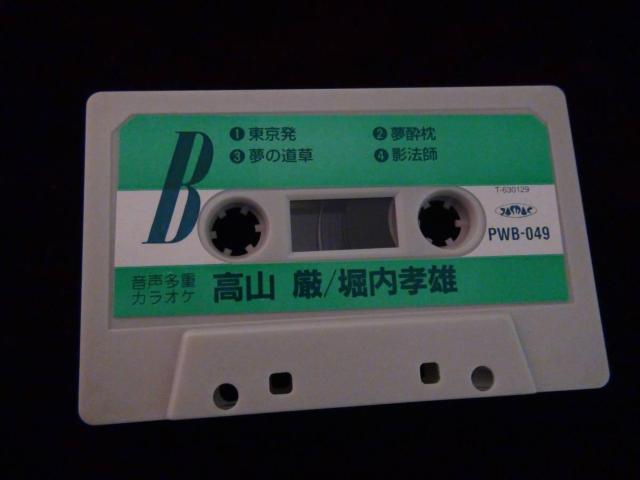 B
❶東京発 ❷夢酔枕
❸夢の道草 ❹影法師
T-630129
JASRAC
PWB-049
音声多重
カラオケ
高山 厳/堀内孝雄